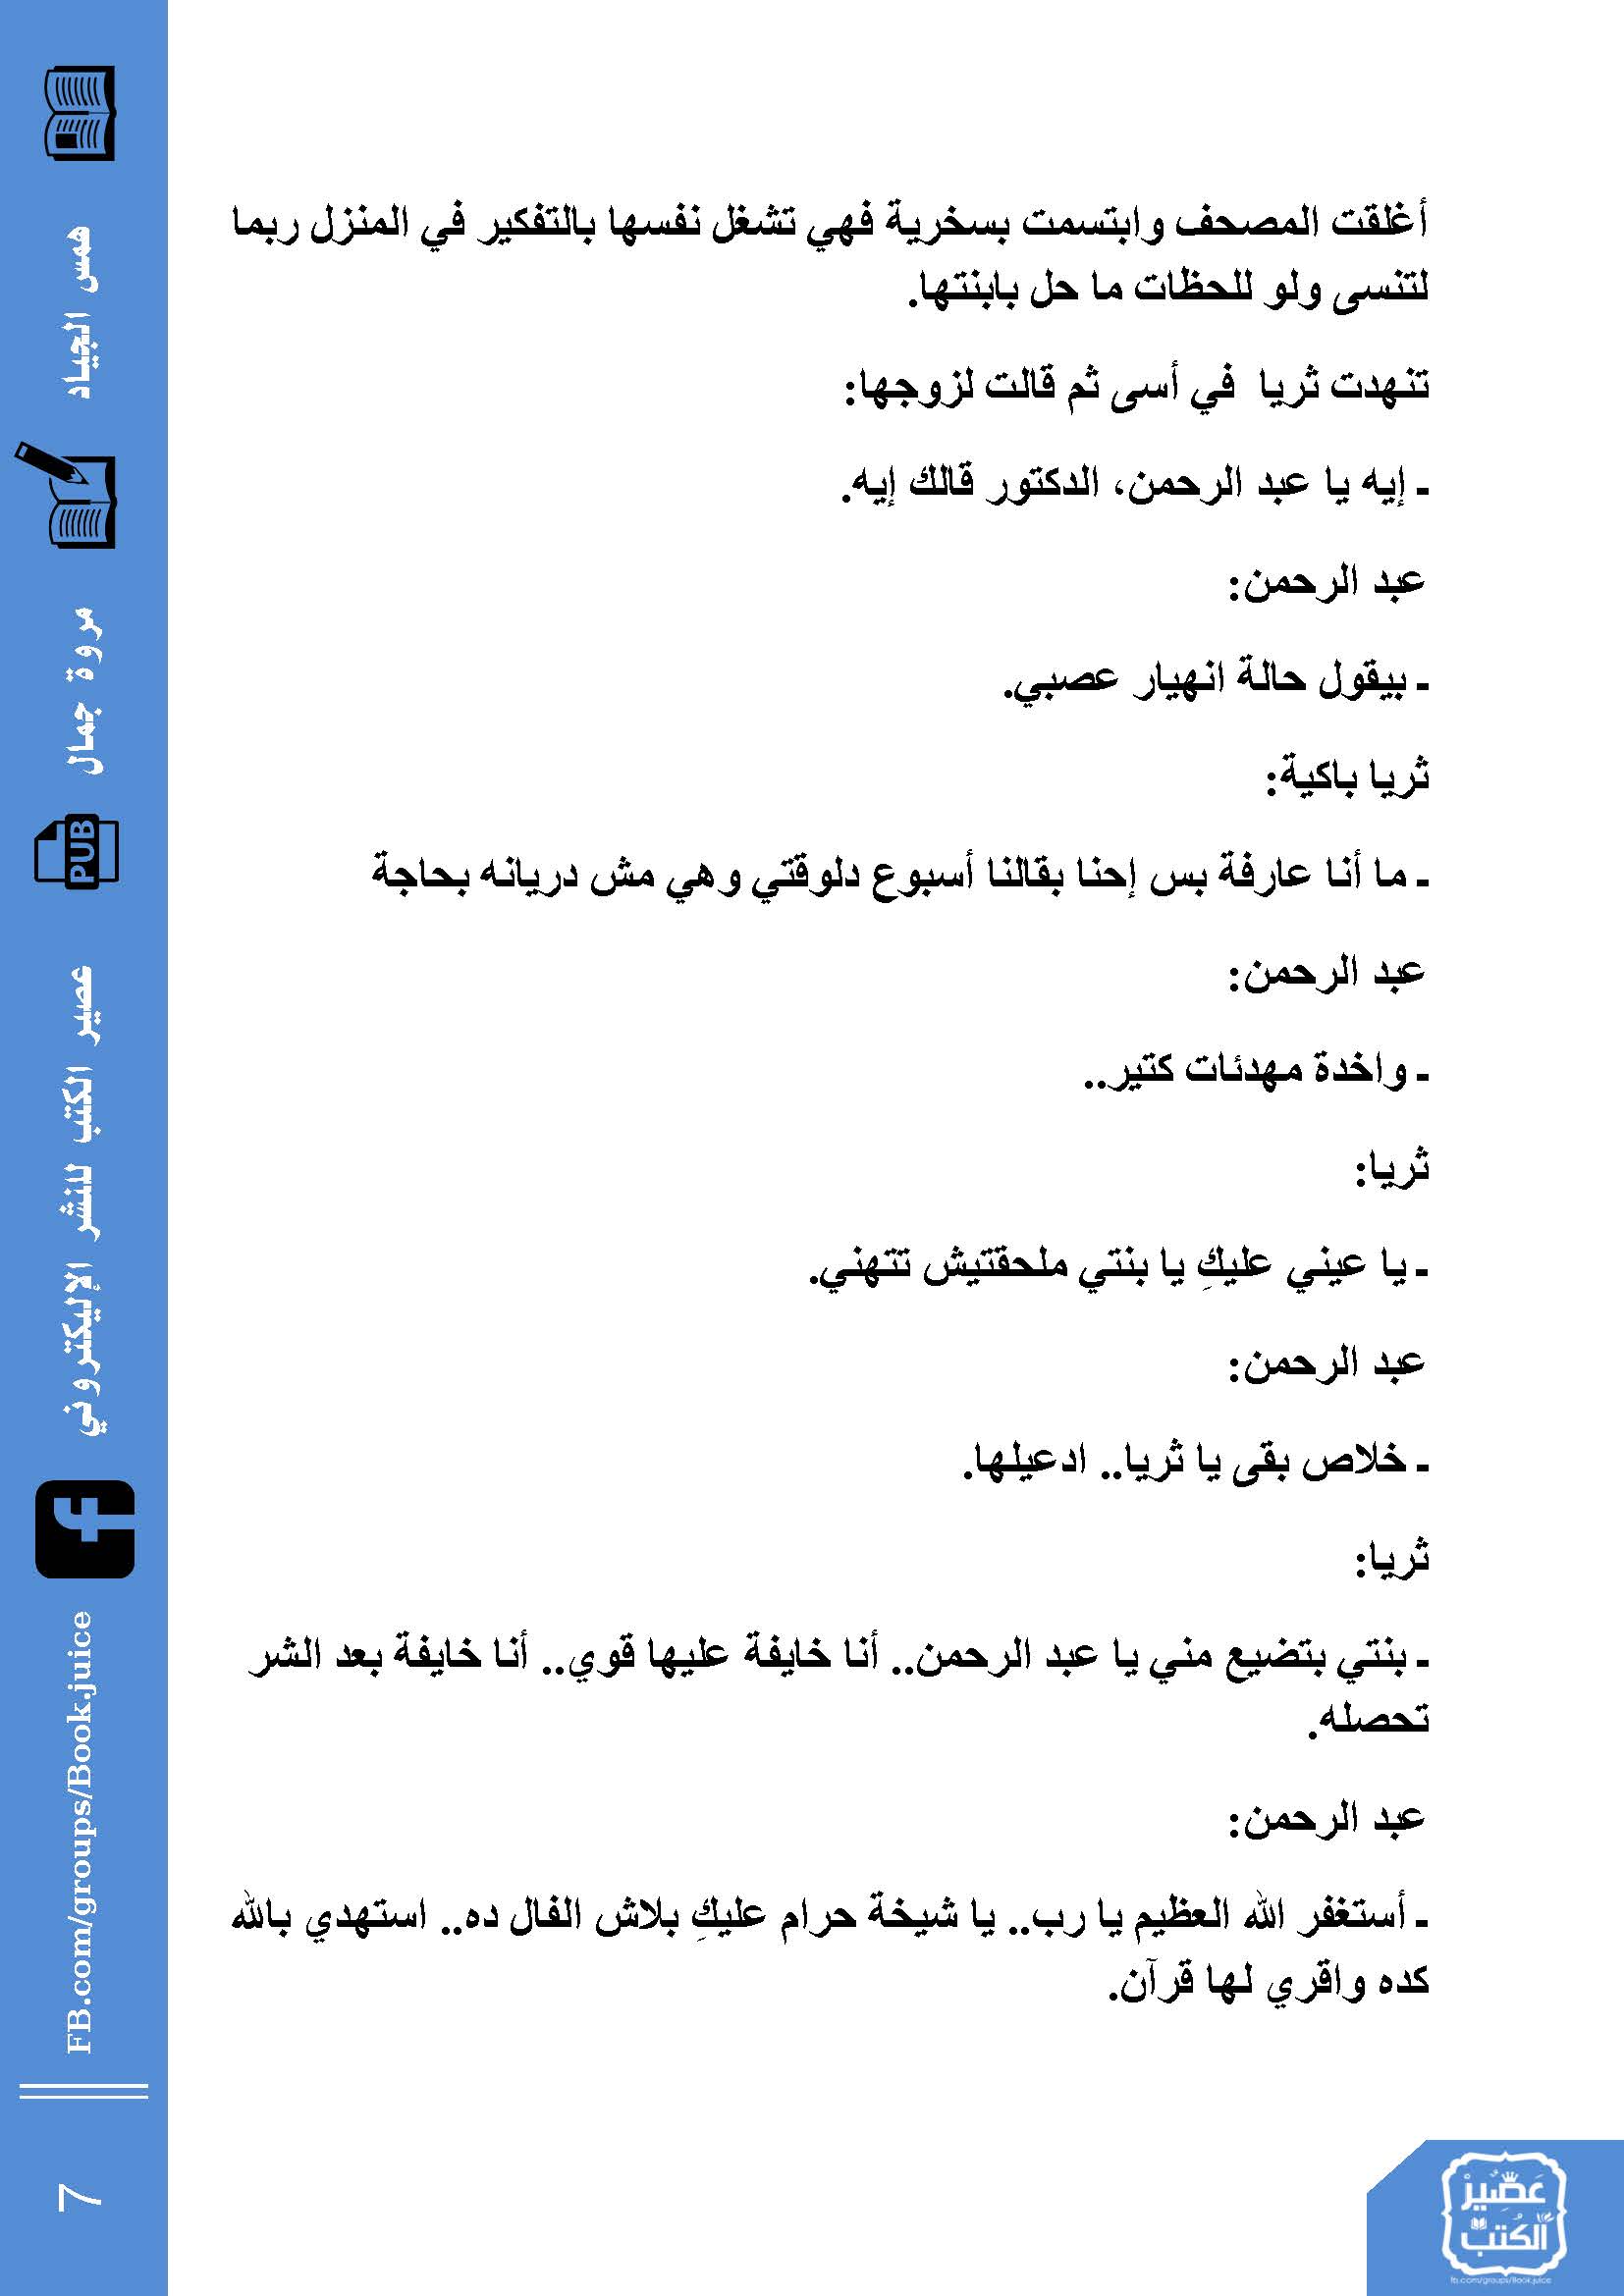 أغلقت المصحف وابتسمت بسخرية فهي تشغل نفسها بالتفكير في المنزل ربما
لتنسى ولو للحظات ما حل بابنتها.
تنهدت ثريا في أسى ثم قالت لزوجها:
ـ إيه يا عبد الرحمن، الدكتور قالك إيه.
عبد الرحمن:
ـ بيقول حالة انهيار عصبي.
ثريا باكية:
ـ ما أنا عارفة بس إحنا بقالنا أسبوع دلوقتي وهي مش دريانه بحاجة
عبد الرحمن:
ـ واخدة مهدئات كتير..
ثريا:
ـ يا عيني عليكِ يا بنتي ملحقتيش تتهني.
عبد الرحمن:
ـ خلاص بقى يا ثريا.. ادعيلها.
ثريا:
ـ بنتي بتضيع مني يا عبد الرحمن.. أنا خايفة عليها قوي.. أنا خايفة بعد الشر
تحصله.
عبد الرحمن:
ـ أستغفر الله العظيم يا رب.. يا شيخة حرام عليكِ بلاش الفال ده.. استهدي بالله
كده واقري لها قرآن.
همس الجياد
مروة جمال
PUB
عصير الكتب للنشر الإليكتروني
FB.com/groups/Book.juice
7
عَصَيرْ
الكُتبُ
fb.com/groups/Book.juice